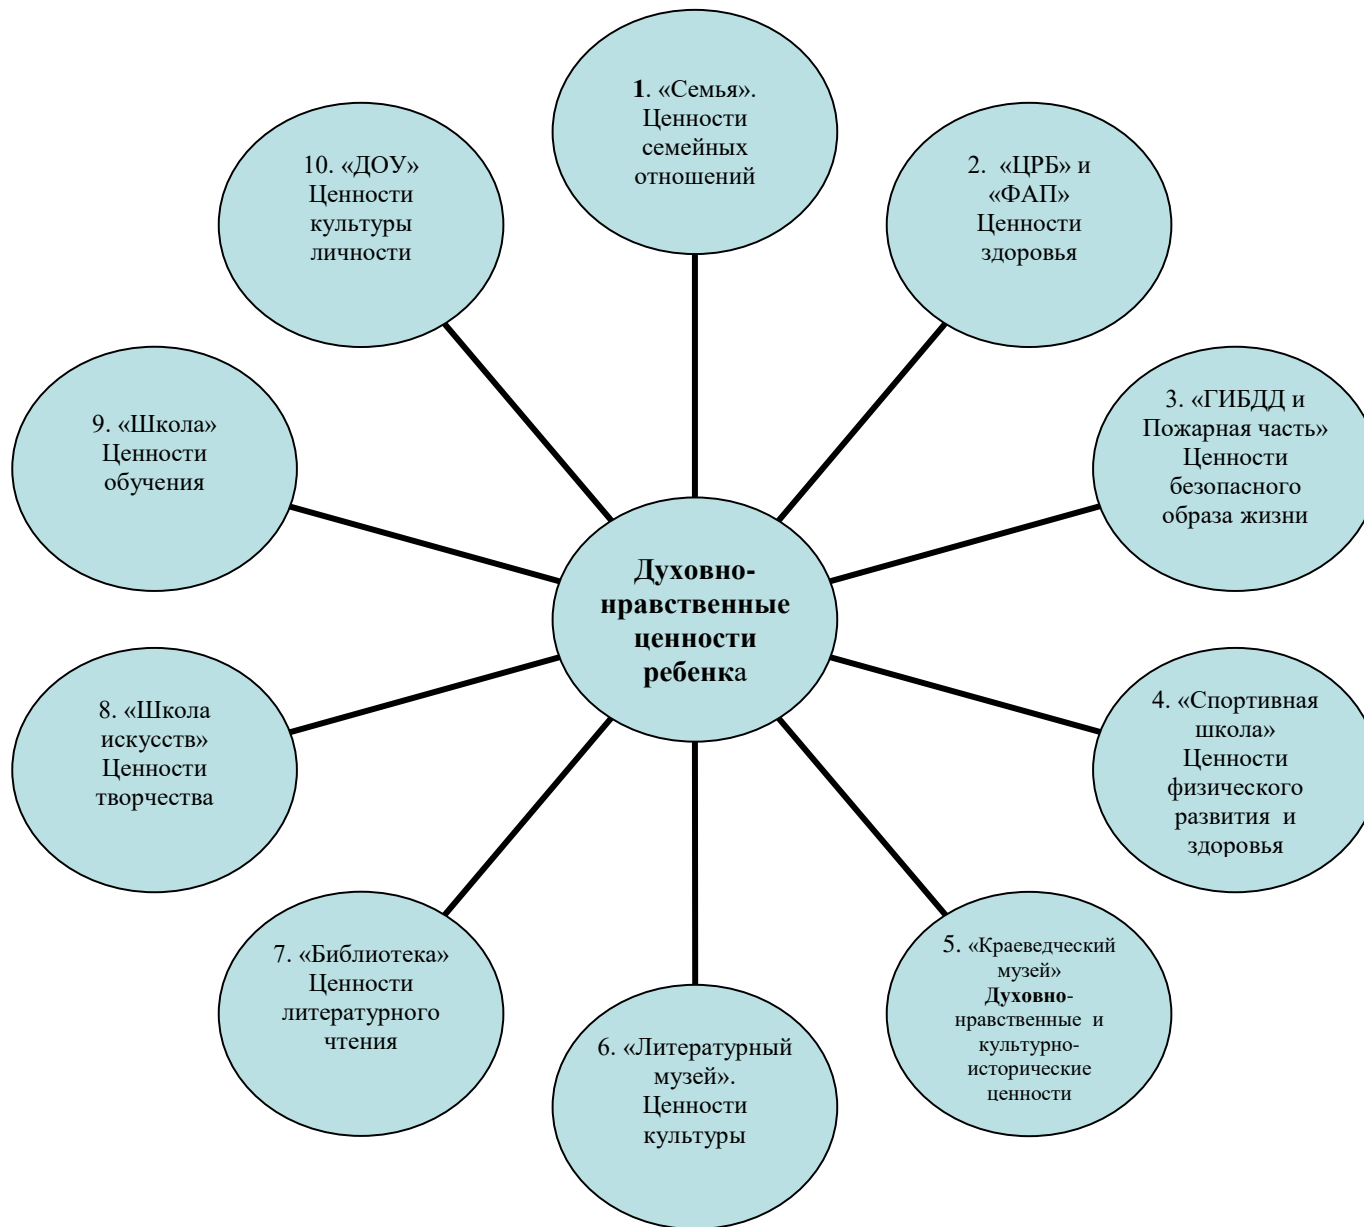 1. «Семья».
Ценности
семейных
отношений
2. «ЦРБ» и
«ФАП»
Ценности
здоровья
3. «ГИБДД и
Пожарная часть»
Ценности
безопасного
образа жизни
4. «Спортивная
школа»
Ценности
физического
развития и
здоровья
5. «Краеведческий
музей»
Духовно-
нравственные и
культурно-
исторические
ценности
6. «Литературный
музей».
Ценности
культуры
7. «Библиотека»
Ценности
литературного
чтения
8. «Школа
искусств»
Ценности
творчества
9. «Школа»
Ценности
обучения
10. «ДОУ»
Ценности
культуры
личности
Духовно-
нравственные
ценности
ребенка